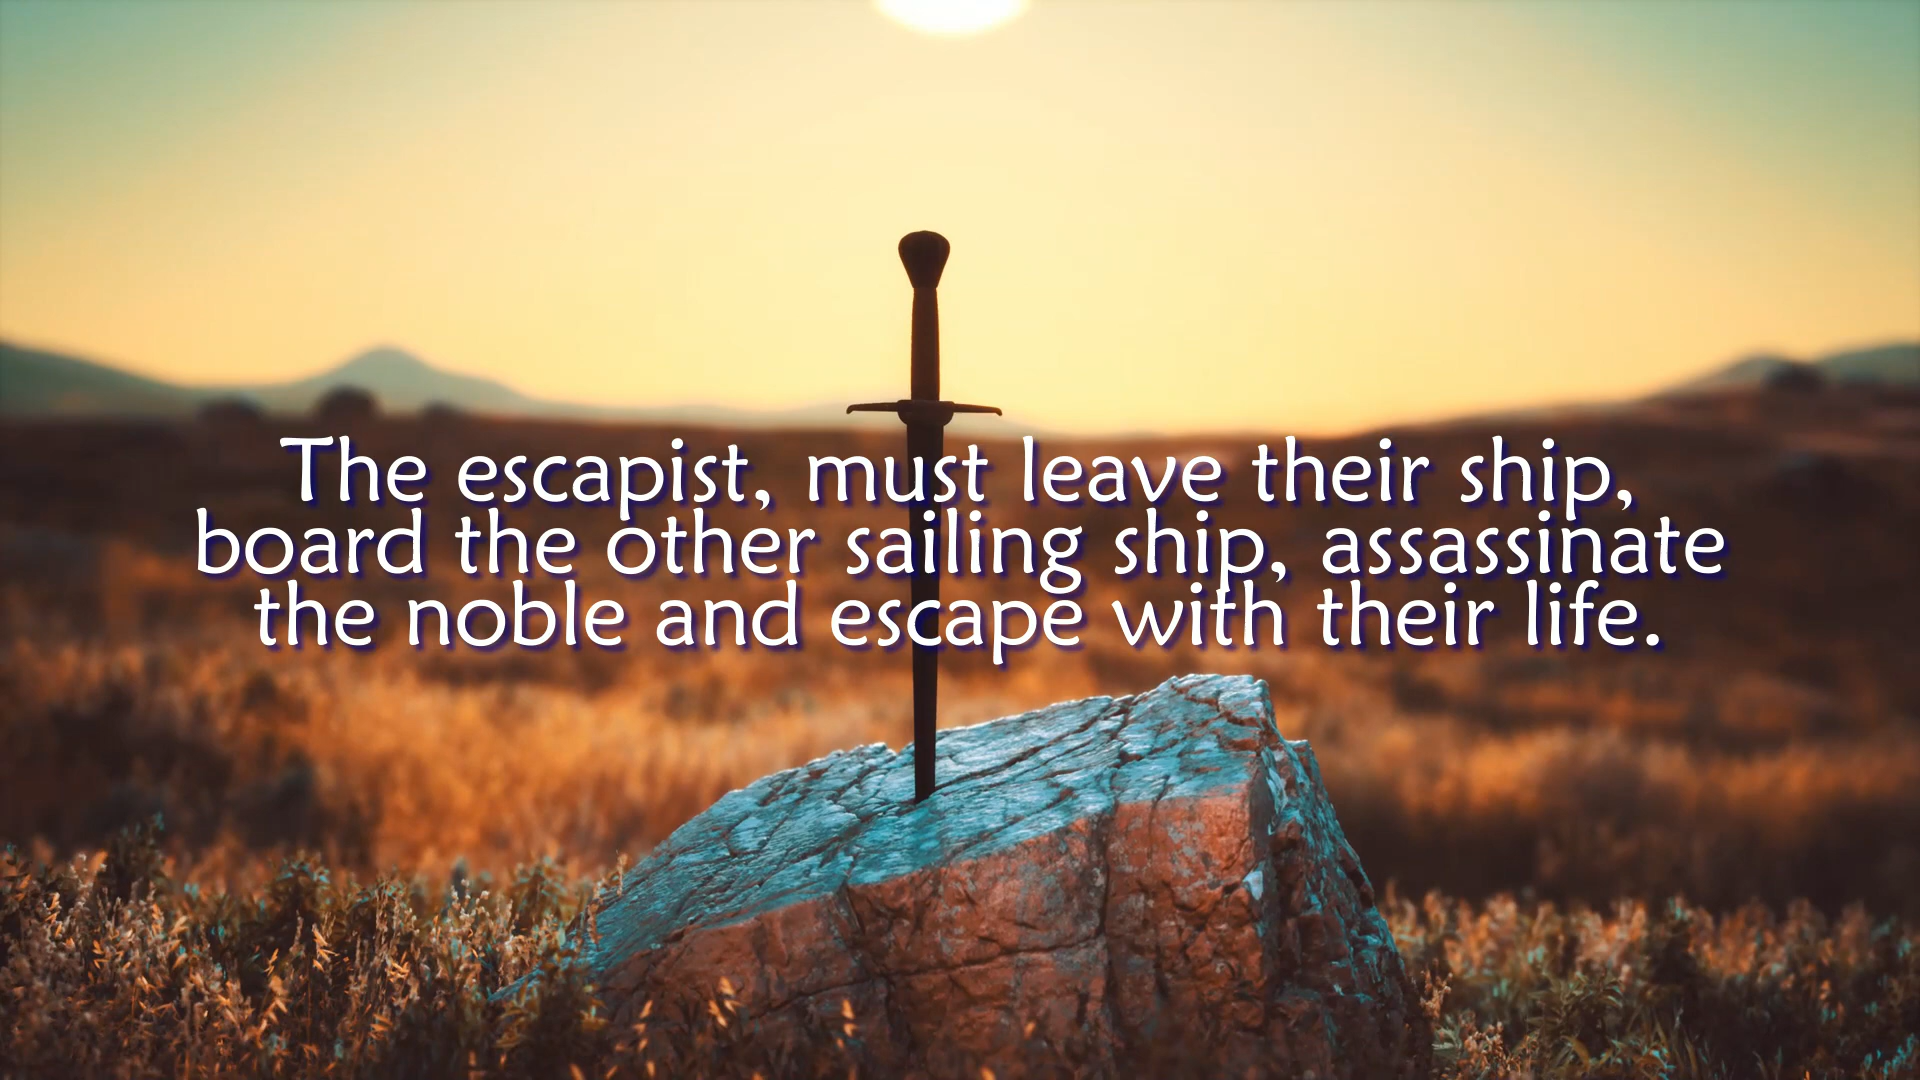 The escapist, must leave their ship,
board the other sailing ship, assassinate
the noble and escape with their life.